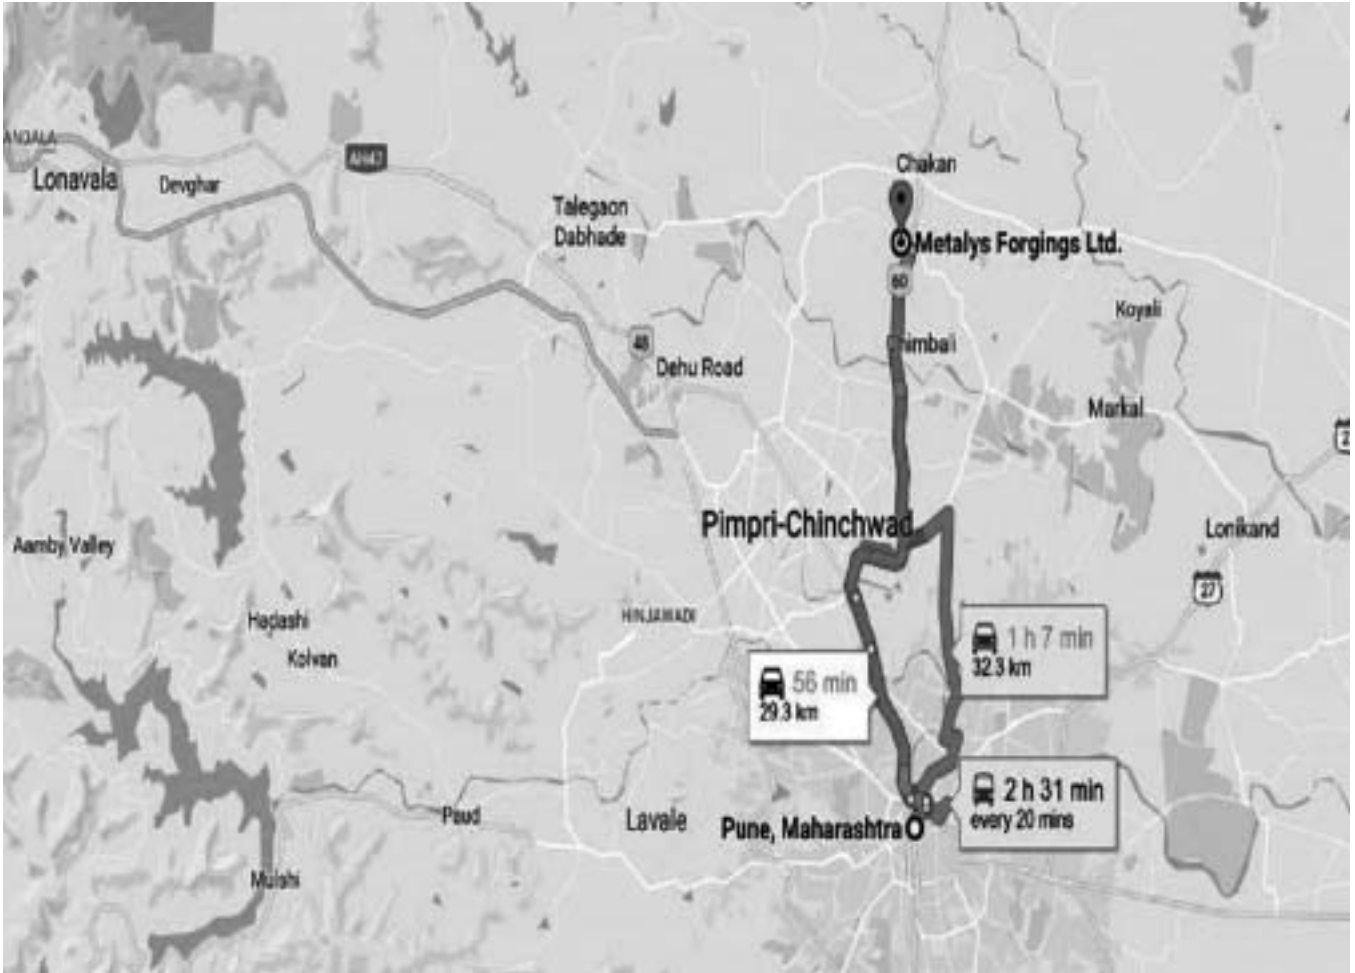 Chakan
Lonavala
Devghar
AH47
Talegaon
Dabhade
Metalys Forgings Ltd.
60
Koyali
48
Dehu Road
Markal
Pimpri-Chinchwad
Lonikand
Aamby Valley
27
HINJAWADI
Hadashi
Kolvan
1 h 7 min
32.3 km
56 min
29.3 km
2 h 31 min
every 20 mins
Paud
Lavale
Pune, Maharashtra
Mulshi